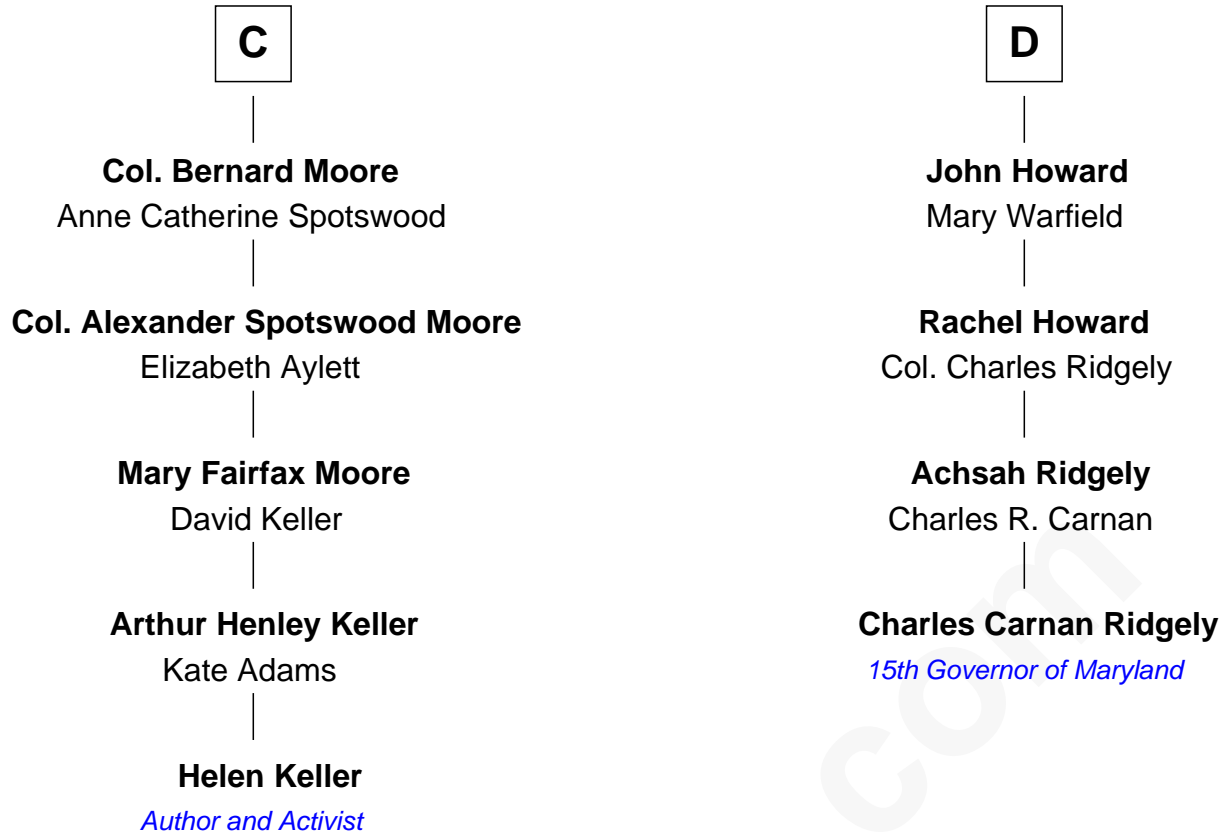 C
Col. Bernard Moore
Anne Catherine Spotswood
Col. Alexander Spotswood Moore
Elizabeth Aylett
Mary Fairfax Moore
David Keller
Arthur Henley Keller
Kate Adams
Helen Keller
Author and Activist
D
John Howard
Mary Warfield
Rachel Howard
Col. Charles Ridgely
Achsah Ridgely
Charles R. Carnan
Charles Carnan Ridgely
15th Governor of Maryland
com